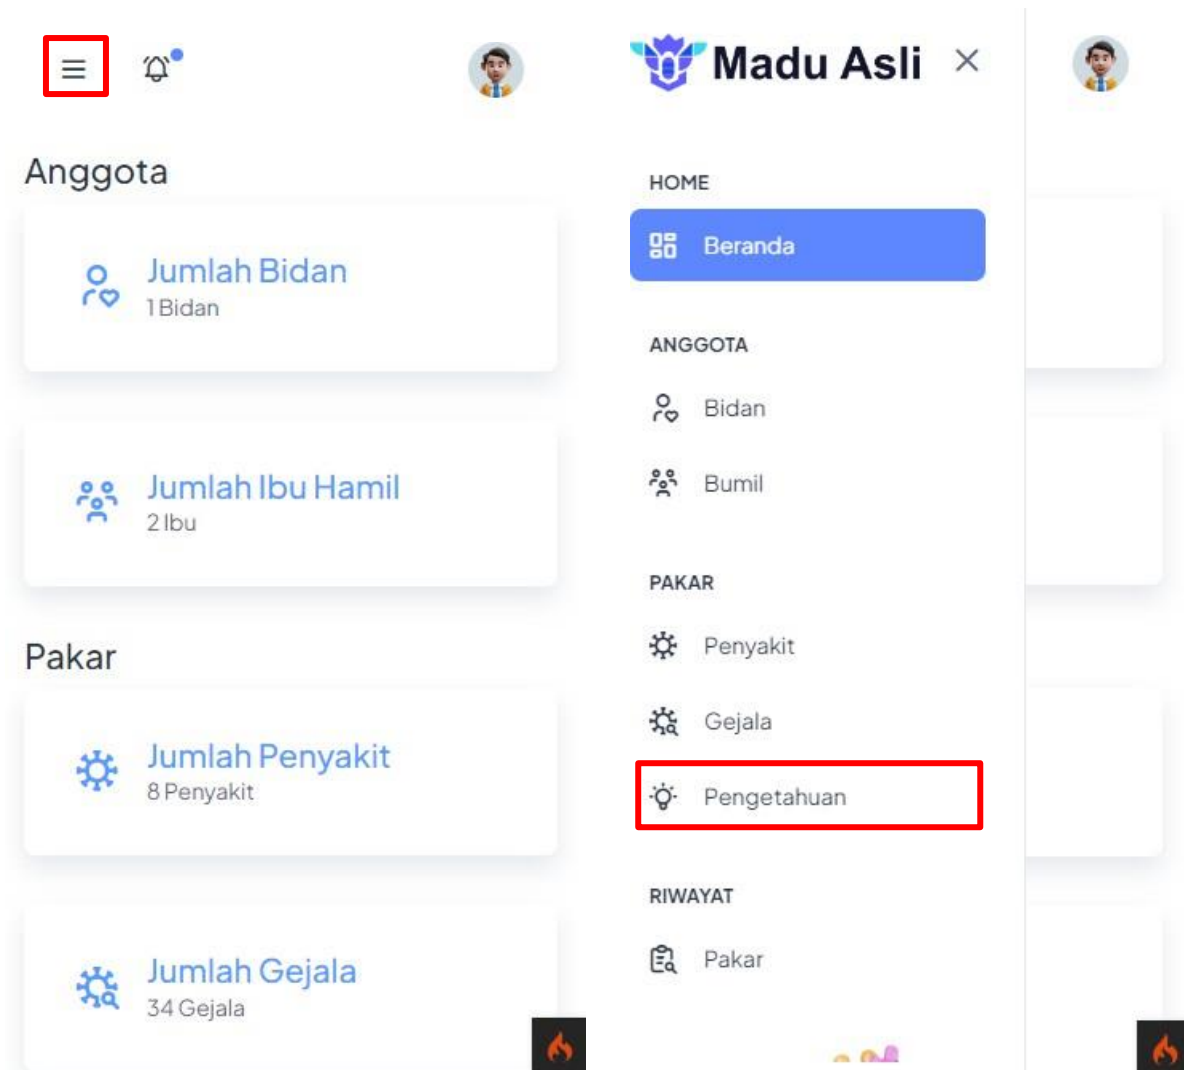 Anggota
Jumlah Bidan
1 Bidan
Jumlah Ibu Hamil
2 Ibu
Pakar
Jumlah Penyakit
8 Penyakit
Jumlah Gejala
34 Gejala
Madu Asli
HOME
Beranda
ANGGOTA
Bidan
Bumil
PAKAR
Penyakit
Gejala
Pengetahuan
RIWAYAT
Pakar